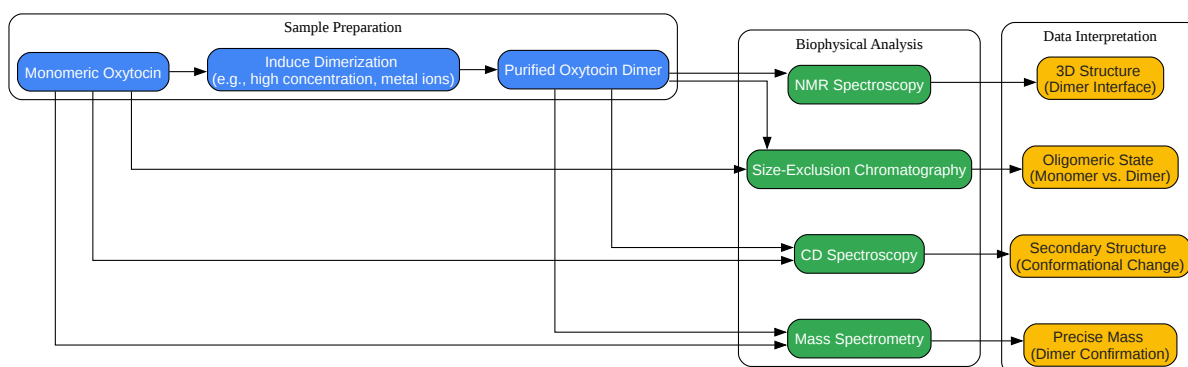 Sample Preparation
Monomeric Oxytocin
Induce Dimerization
(e.g., high concentration, metal ions)
Purified Oxytocin Dimer
Biophysical Analysis
NMR Spectroscopy
Size-Exclusion Chromatography
CD Spectroscopy
Mass Spectrometry
Data Interpretation
3D Structure
(Dimer Interface)
Oligomeric State
(Monomer vs. Dimer)
Secondary Structure
(Conformational Change)
Precise Mass
(Dimer Confirmation)